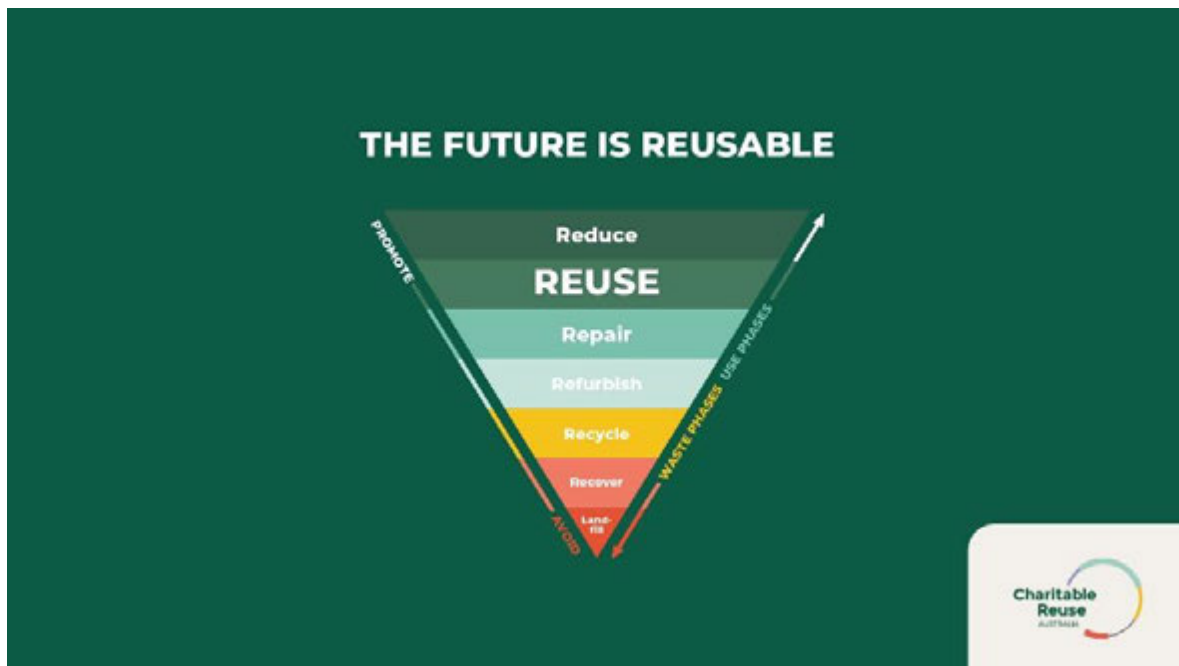 THE FUTURE IS REUSABLE
PROMOTE
Reduce
REUSE
Repair
Refurbish
Recycle
Recover
Land-
fill
AVOID
USE PHASES
WASTE PHASES
Charitable
Reuse
AUSTRALIA